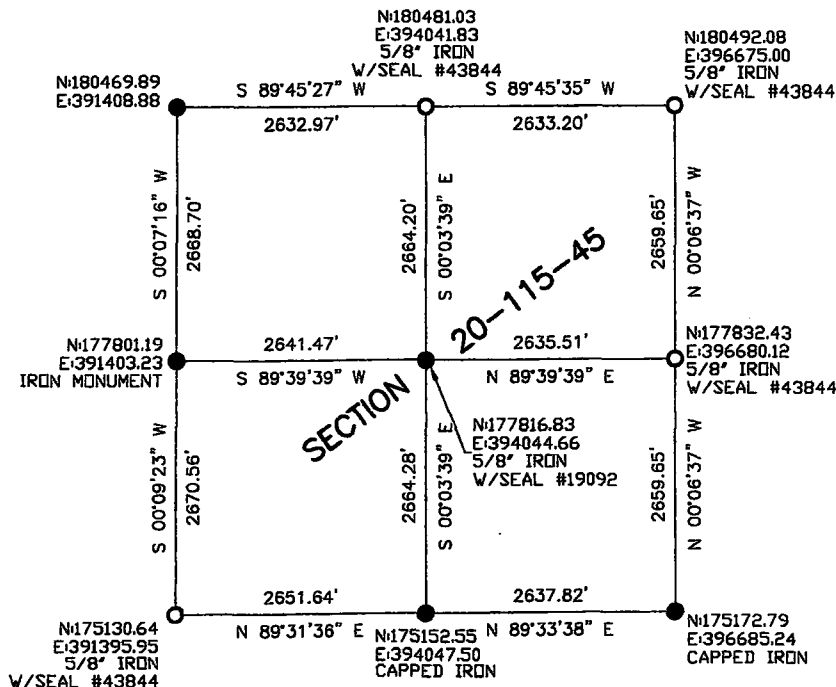 N:180481.03
E:394041.83
5/8" IRON
W/SEAL #43844
N:180492.08
E:396675.00
5/8" IRON
W/SEAL #43844
N:180469.89
E:391408.88
S 89°45'27" W
S 89°45'35" W
2632.97'
2633.20'
S 00°07'16" W
2668.70'
2664.20'
S 00°03'39" E
2659.65'
N 00°06'37" W
SECTION 20-115-45
N:177801.19
E:391403.23
IRON MONUMENT
2641.47'
2635.51'
S 89°39'39" W
N 89°39'39" E
N:177832.43
E:396680.12
5/8" IRON
W/SEAL #43844
N:177816.83
E:394044.66
5/8" IRON
W/SEAL #19092
S 00°09'23" W
2670.56'
2664.28'
S 00°03'39" E
2659.65'
N 00°06'37" W
2651.64'
2637.82'
N 89°31'36" E
N 89°33'38" E
N:175130.64
E:391395.95
5/8" IRON
W/SEAL #43844
N:175152.55
E:394047.50
CAPPED IRON
N:175172.79
E:396685.24
CAPPED IRON